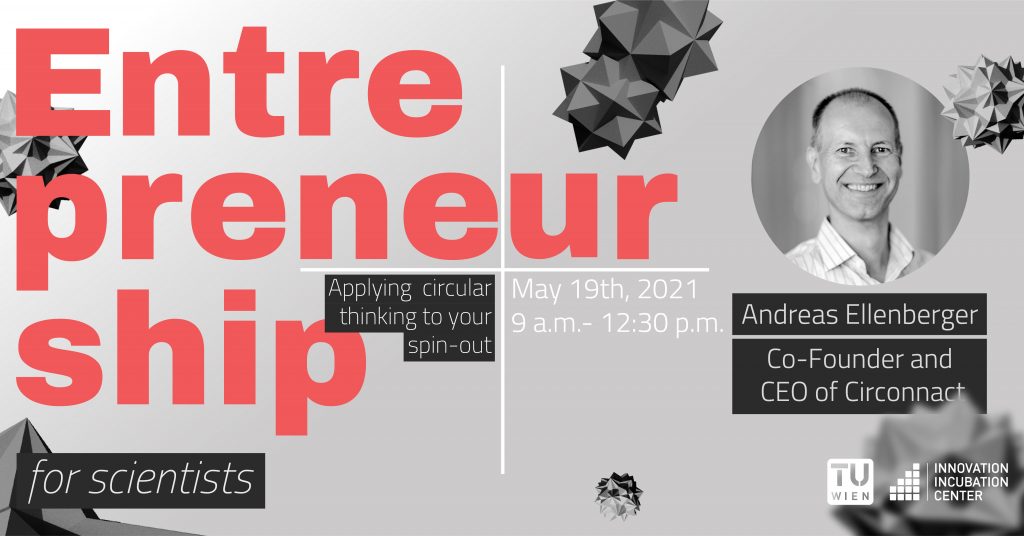 Entre
preneur
ship
for scientists
Applying circular
thinking to your
spin-out
May 19th, 2021
9 a.m.- 12:30 p.m.
Andreas Ellenberger
Co-Founder and
CEO of Circonnact
TU
WIEN
INNOVATION
INCUBATION
CENTER